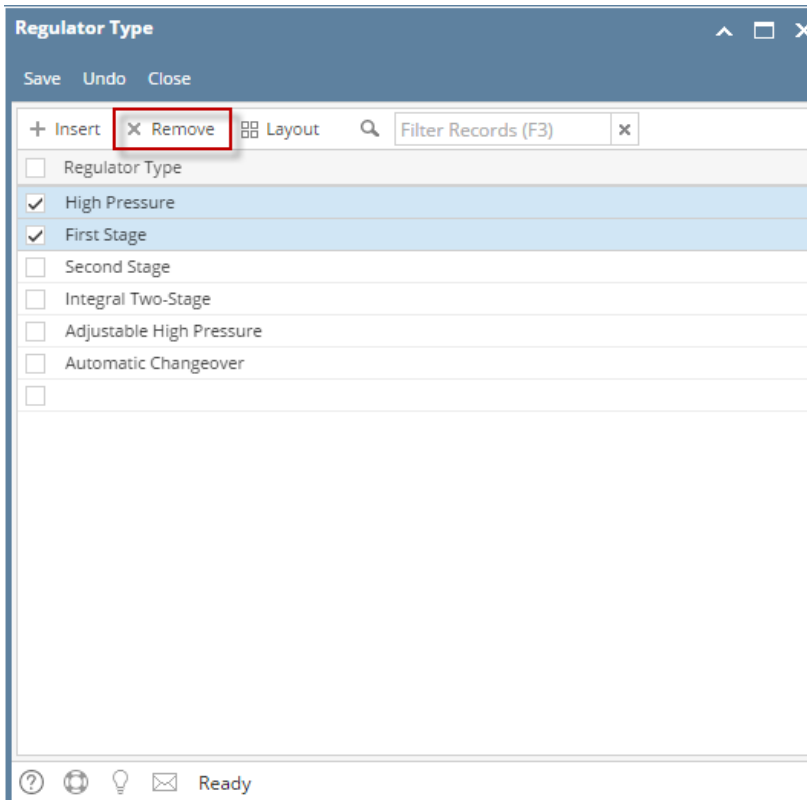 Regulator Type
Save Undo Close
Insert Remove Layout Filter Records (F3)
Regulator Type
High Pressure
First Stage
Second Stage
Integral Two-Stage
Adjustable High Pressure
Automatic Changeover
Ready